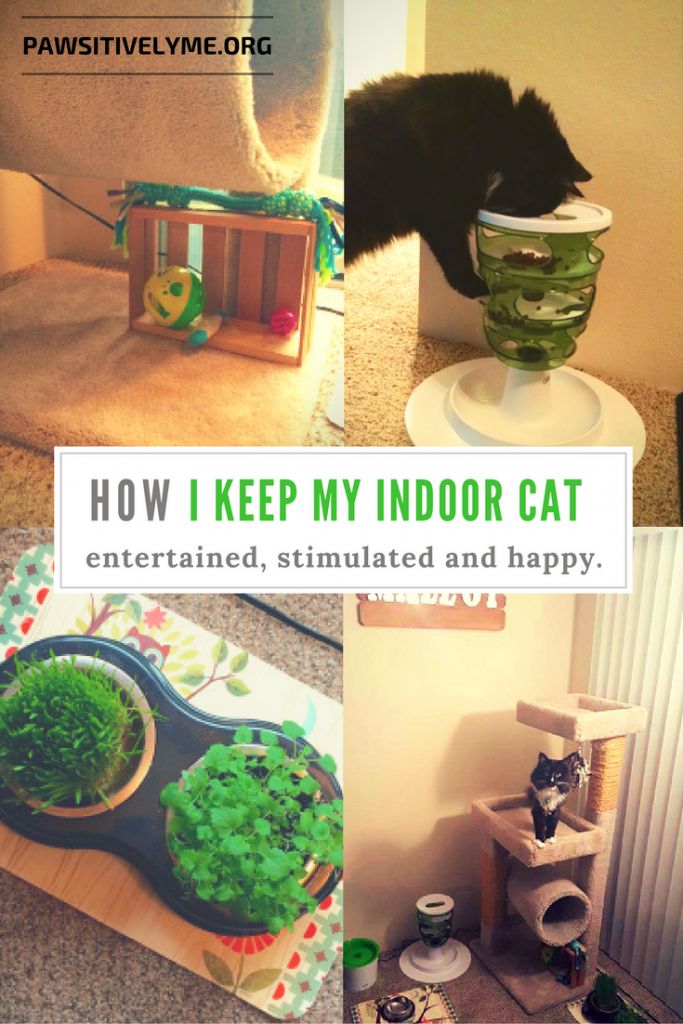 PAWSITIVELYME.ORG
HOW I KEEP MY INDOOR CAT
entertained, stimulated and happy.